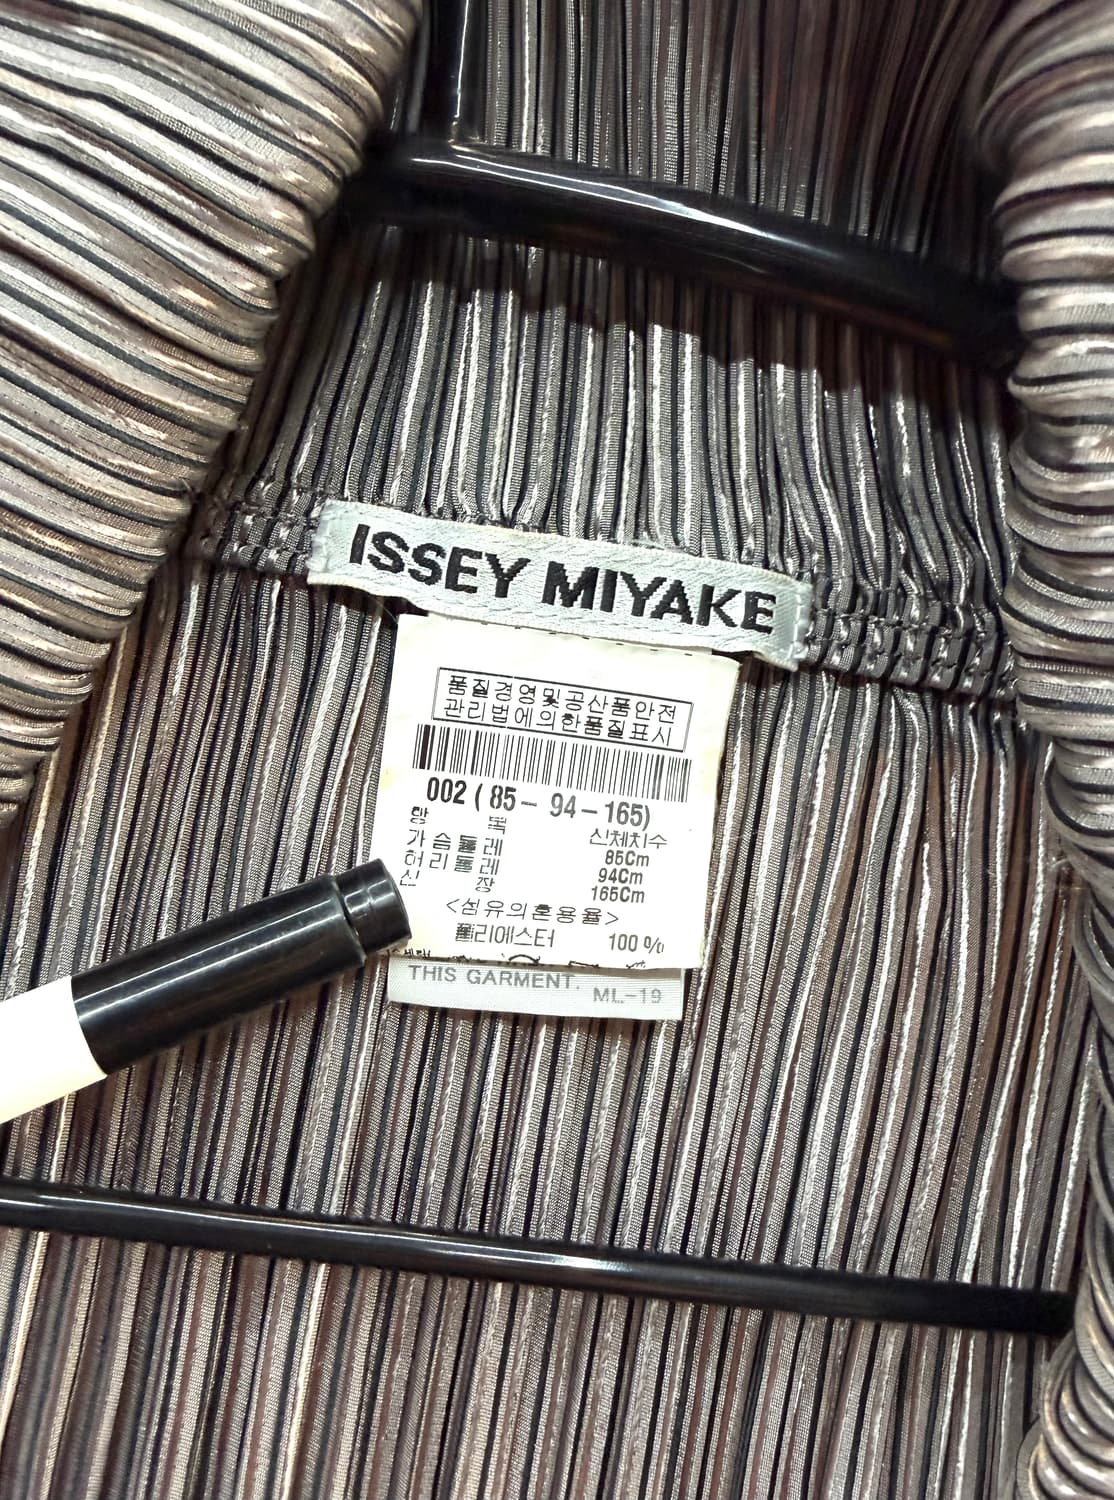 ISSEY MIYAKE
품질경영및공산품안전
관리법에의한품질표시
002 ( 85 - 94 - 165)
항 목 신체치수
가 슴 둘 레 85Cm
허 리 둘 레 94Cm
신 장 165Cm
<섬유의혼용율>
폴리에스터 100 %
THIS GARMENT.
ML-19